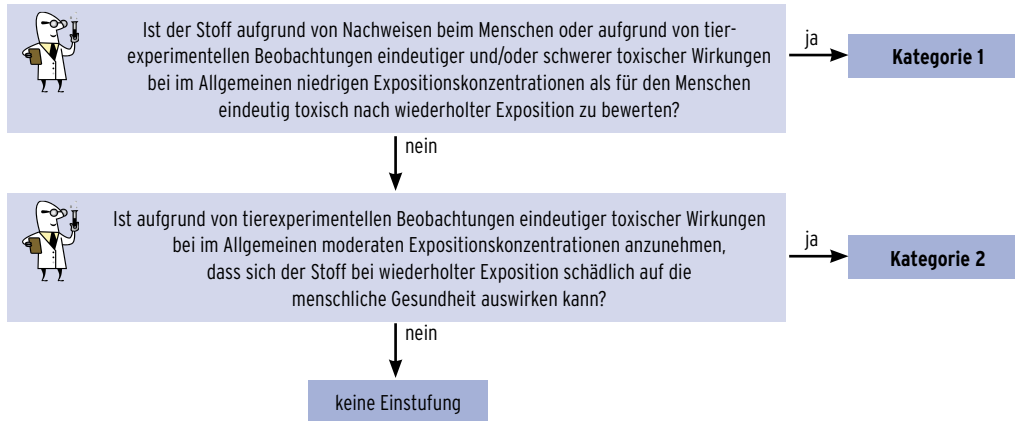 Ist der Stoff aufgrund von Nachweisen beim Menschen oder aufgrund von tier-
experimentellen Beobachtungen eindeutiger und/oder schwerer toxischer Wirkungen
bei im Allgemeinen niedrigen Expositionskonzentrationen als für den Menschen
eindeutig toxisch nach wiederholter Exposition zu bewerten?
ja
Kategorie 1
nein
Ist aufgrund von tierexperimentellen Beobachtungen eindeutiger toxischer Wirkungen
bei im Allgemeinen moderaten Expositionskonzentrationen anzunehmen,
dass sich der Stoff bei wiederholter Exposition schädlich auf die
menschliche Gesundheit auswirken kann?
ja
Kategorie 2
nein
keine Einstufung